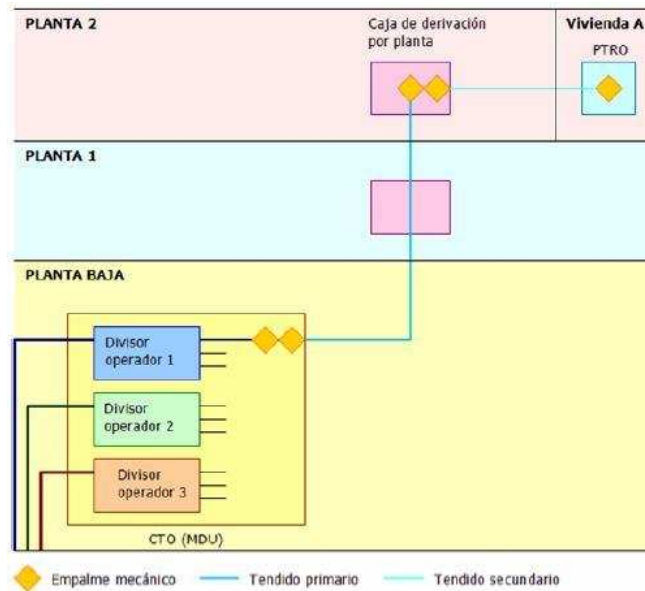 PLANTA 2
Caja de derivación
por planta
Vivienda A
PTRO
PLANTA 1
PLANTA BAJA
Divisor
operador 1
Divisor
operador 2
Divisor
operador 3
CTO (MDU)
Empalme mecánico
Tendido primario
Tendido secundario